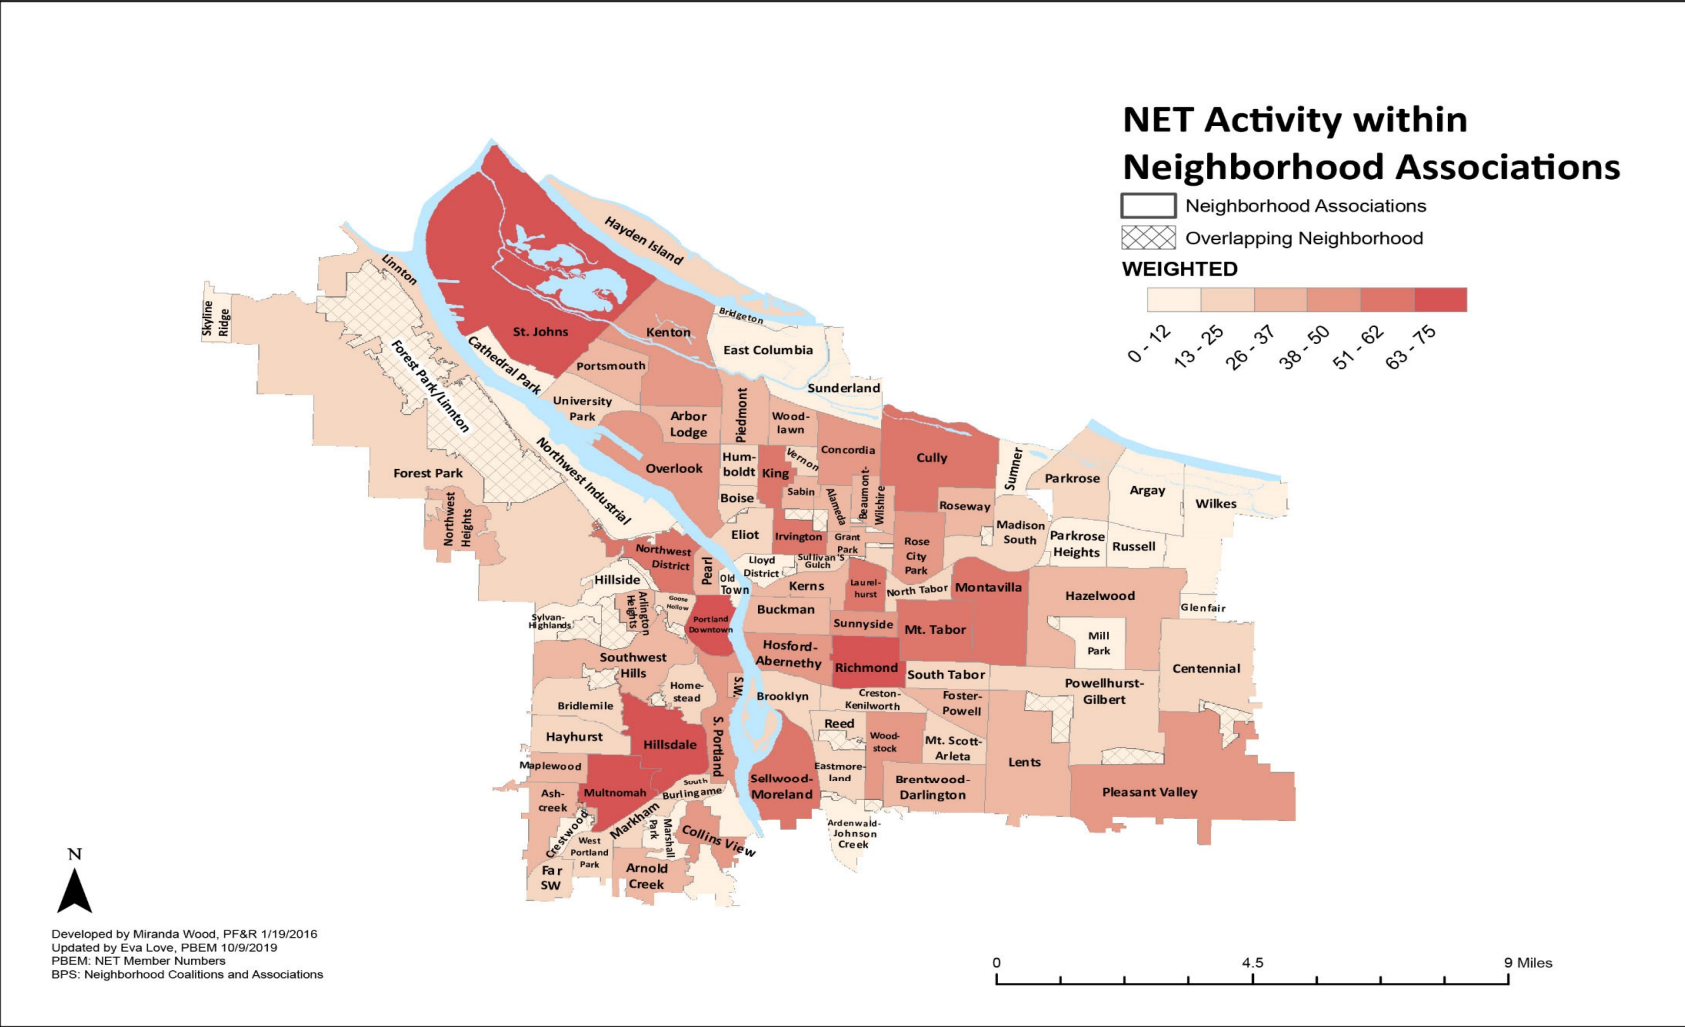 NET Activity within
Neighborhood Associations
Neighborhood Associations
Overlapping Neighborhood
WEIGHTED
0 - 12
13 - 25
26 - 37
38 - 50
51 - 62
63 - 75
Hayden Island
Linnton
Skyline
Ridge
Bridgeton
St. Johns
Kenton
East Columbia
Cathedral Park
Forest Park/Linnton
Portsmouth
Sunderland
University
Park
Arbor
Lodge
Piedmont
Wood-
lawn
Northwest Industrial
Concordia
Cully
Sumner
Forest Park
Overlook
Hum-
boldt
King
Vernon
Parkrose
Argay
Wilkes
Boise
Sabin
Alameda
Beaumont-
Wilshire
Roseway
Northwest
Heights
Madison
South
Eliot
Irvington
Grant
Park
Rose
City
Park
Parkrose
Heights
Russell
Northwest
District
Pearl
Lloyd
District
Sullivan'S
Gulch
Hillside
Old
Town
Kerns
Laurel-
hurst
North Tabor
Montavilla
Hazelwood
Glenfair
Arlington
Heights
Goose
Hollow
Buckman
Sylvan-
Highlands
Portland
Downtown
Sunnyside
Mt. Tabor
Mill
Park
Southwest
Hills
Hosford-
Abernethy
Richmond
South Tabor
Centennial
Home-
stead
S.W.
Brooklyn
Creston-
Kenilworth
Foster-
Powell
Powellhurst-
Gilbert
Bridlemile
Reed
Hayhurst
Hillsdale
S. Portland
Wood-
stock
Mt. Scott-
Arleta
Lents
Maplewood
Eastmore-
land
South
Burlingame
Sellwood-
Moreland
Brentwood-
Darlington
Pleasant Valley
Ash-
creek
Multnomah
Markham
Crestwood
Marshall
Park
Collins View
Ardenwald-
Johnson
Creek
West
Portland
Park
Far
SW
Arnold
Creek
N
Developed by Miranda Wood, PF&R 1/19/2016
Updated by Eva Love, PBEM 10/9/2019
PBEM: NET Member Numbers
BPS: Neighborhood Coalitions and Associations
0
4.5
9 Miles